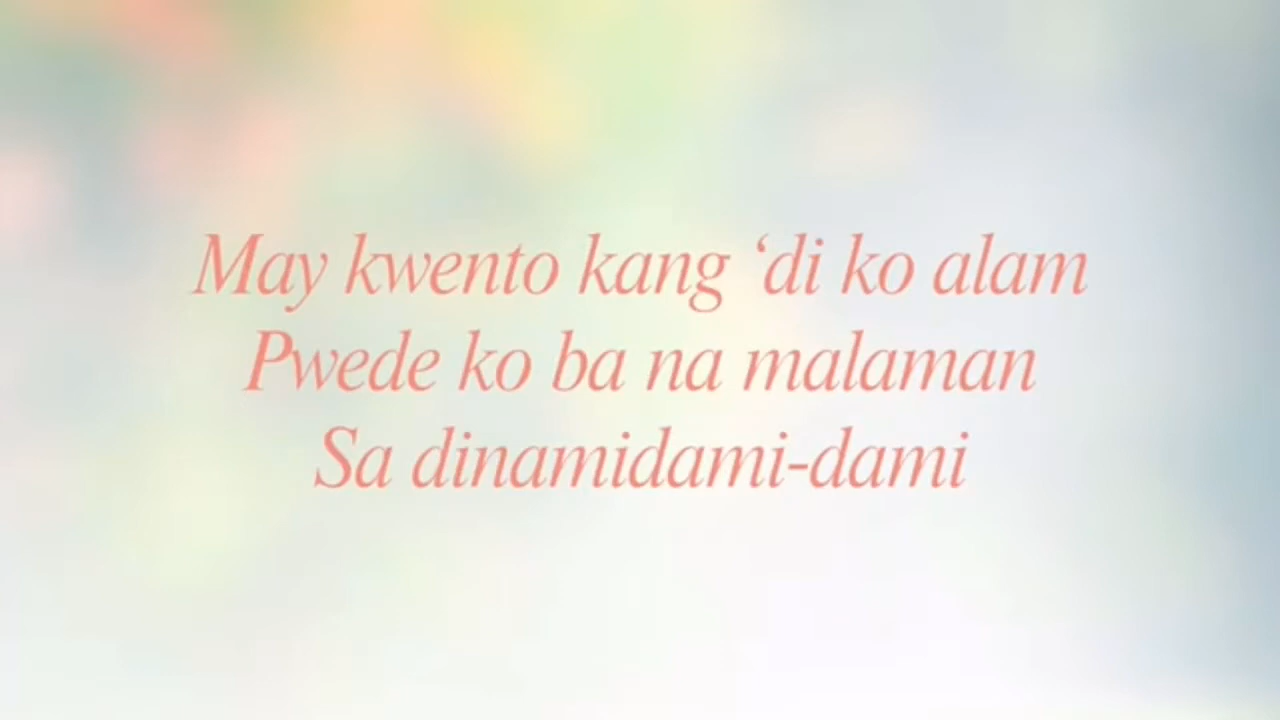 May kwento kang ‘di ko alam
Pwede ko ba na malaman
Sa dinamidami-dami